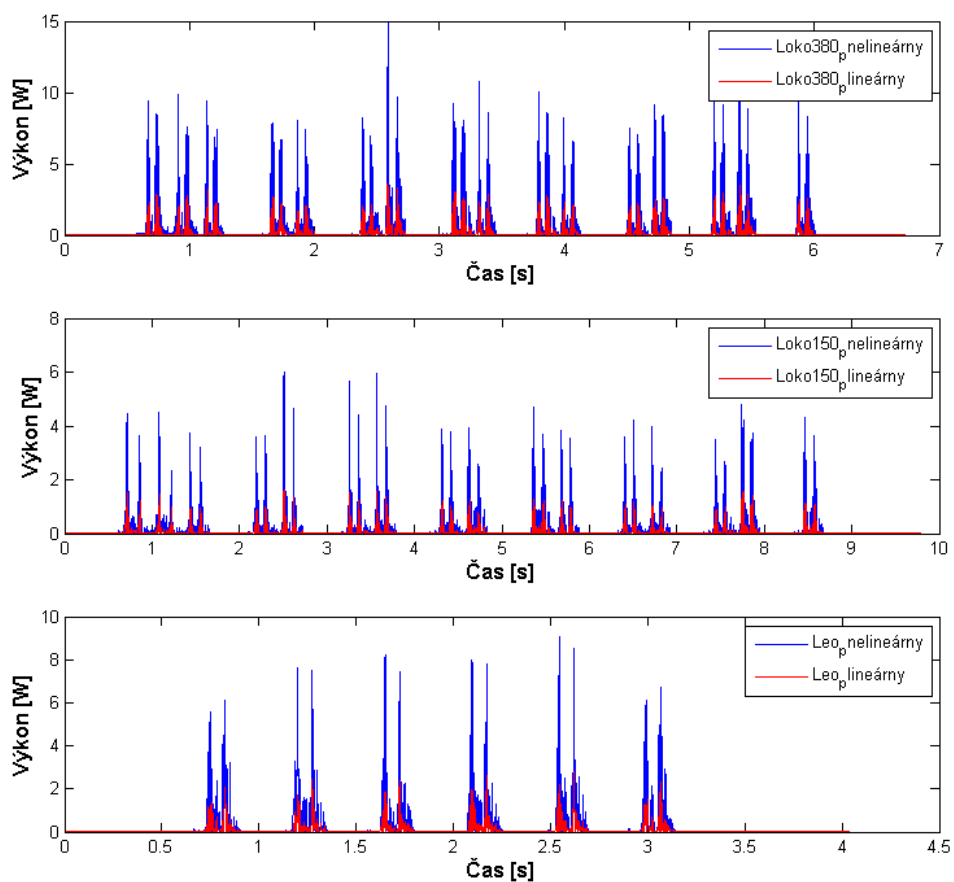 15
10
5
0
Výkon [W]
Loko380pnelineárny
Loko380plineárny
0 1 2 3 4 5 6 7
Čas [s]
8
6
4
2
0
Výkon [W]
Loko150pnelineárny
Loko150plineárny
0 1 2 3 4 5 6 7 8 9 10
Čas [s]
10
8
6
4
2
0
Výkon [W]
Leopnelineárny
Leoplineárny
0 0.5 1 1.5 2 2.5 3 3.5 4 4.5
Čas [s]